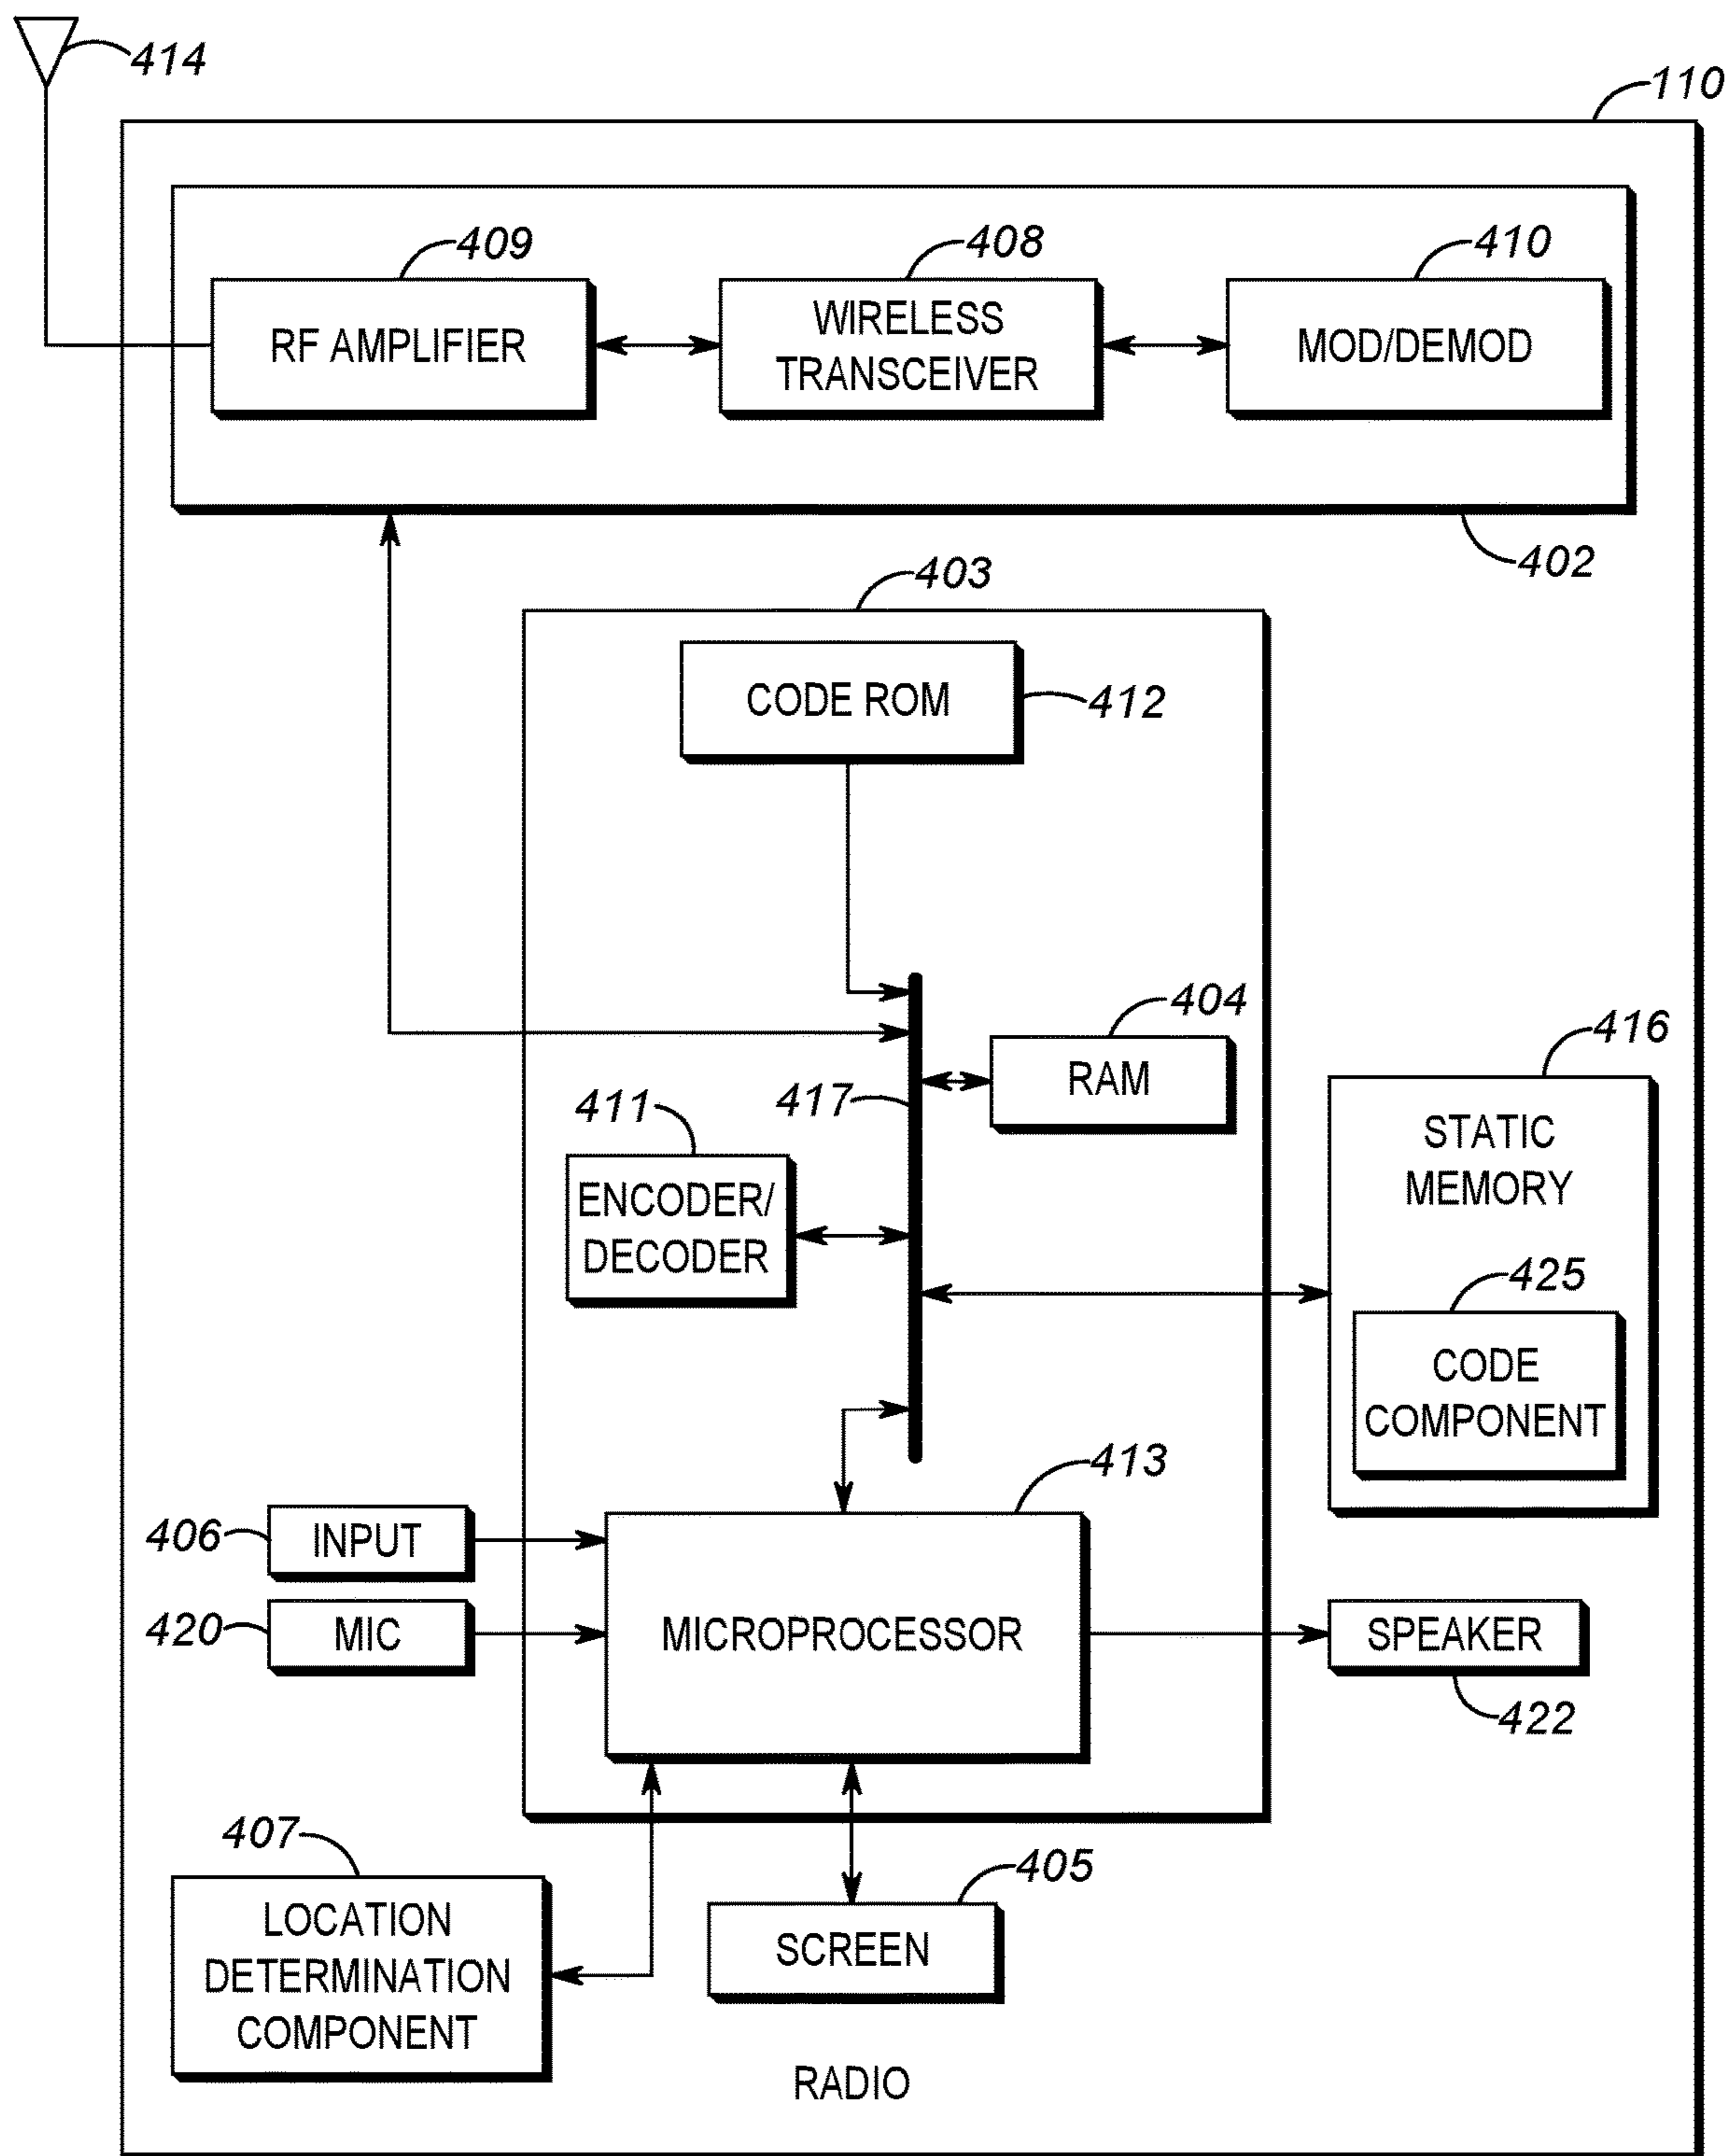 414
110
409
408
410
RF AMPLIFIER
WIRELESS
TRANSCEIVER
MOD/DEMOD
402
403
CODE ROM
412
404
RAM
417
416
STATIC
MEMORY
411
ENCODER/
DECODER
425
CODE
COMPONENT
413
406
INPUT
420
MIC
MICROPROCESSOR
SPEAKER
422
407
LOCATION
DETERMINATION
COMPONENT
405
SCREEN
RADIO